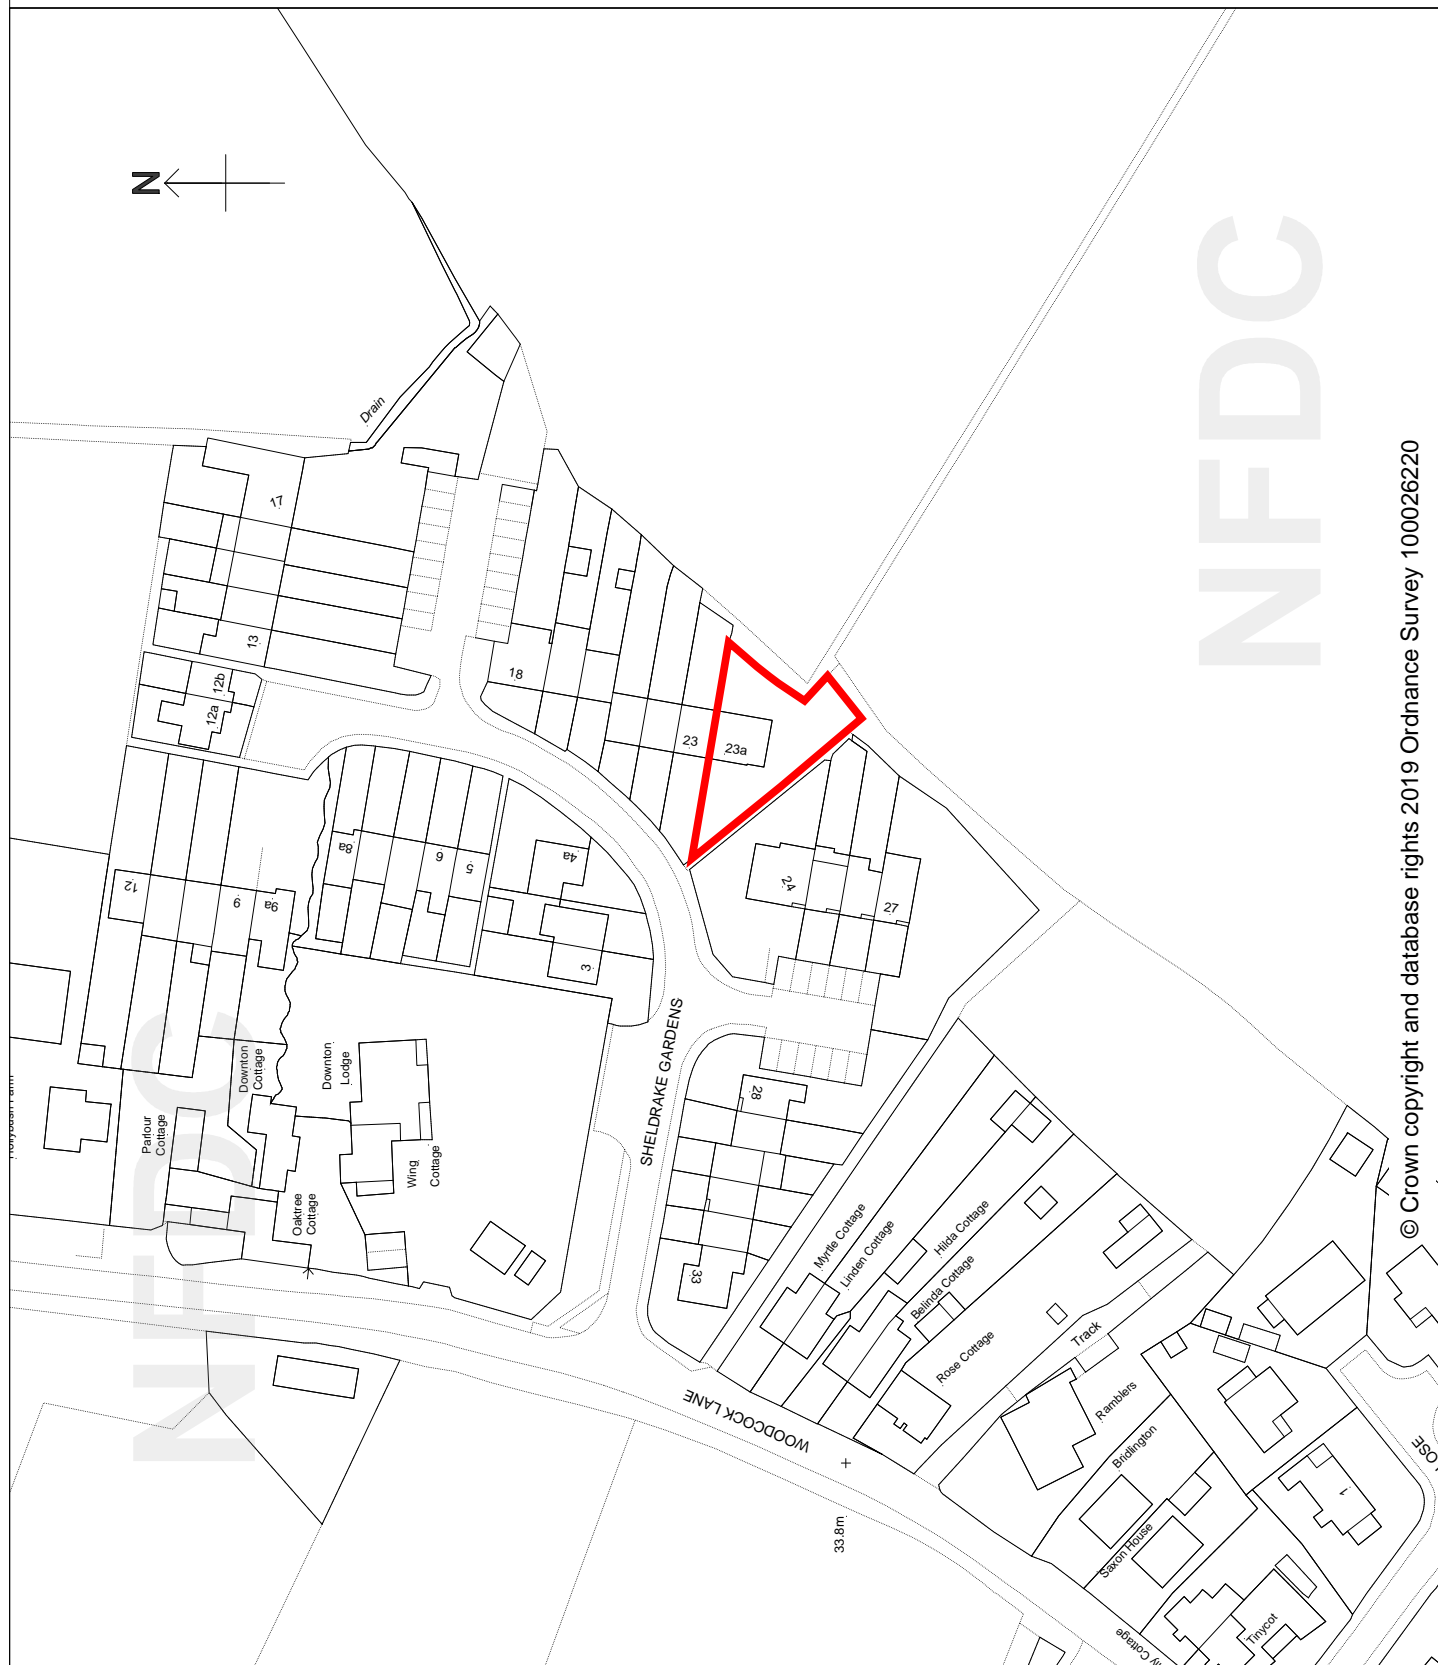 N
NFDC
Drain
17
13
12b
12a
18
23
23a
8a
6
5
4a
3
12
9
9a
24
27
28
33
Downton
Cottage
Downton
Lodge
Parlour
Cottage
Oaktree
Cottage
Wing
Cottage
SHELDRAKE GARDENS
Myrtle Cottage
Linden Cottage
Hilda Cottage
Belinda Cottage
Rose Cottage
Track
Ramblers
Bridlington
Saxon House
Tinycot
1
WOODCOCK LANE
33.8m
NFDC
© Crown copyright and database rights 2019 Ordnance Survey 100026220